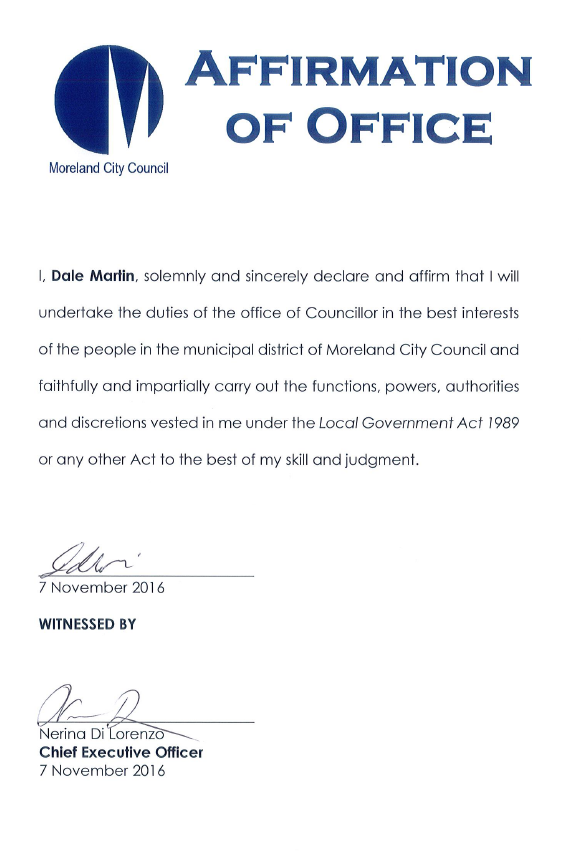 AFFIRMATION
OF OFFICE
Moreland City Council
I, Dale Martin, solemnly and sincerely declare and affirm that I will
undertake the duties of the office of Councillor in the best interests
of the people in the municipal district of Moreland City Council and
faithfully and impartially carry out the functions, powers, authorities
and discretions vested in me under the Local Government Act 1989
or any other Act to the best of my skill and judgment.
7 November 2016
WITNESSED BY
Nerina Di Lorenzo
Chief Executive Officer
7 November 2016